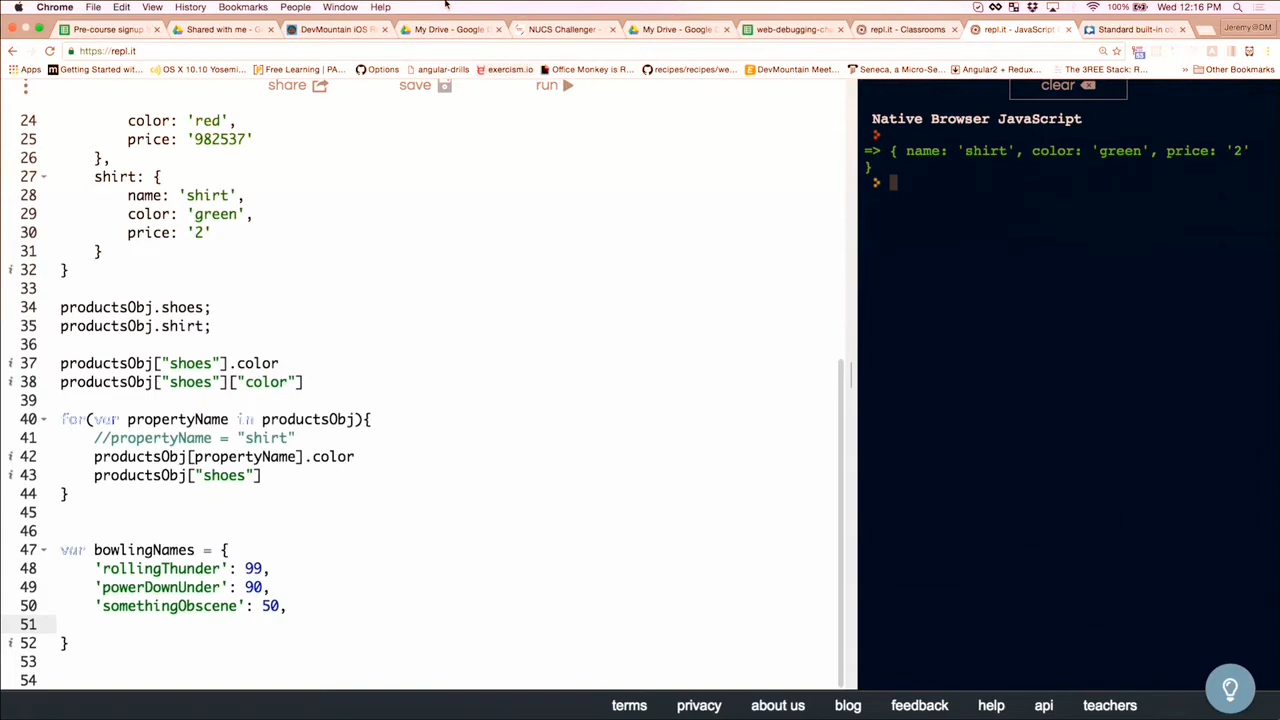 Chrome File Edit View History Bookmarks People Window Help 100% Wed 12:16 PM
Pre-course signup Shared with me - G DevMountain iOS R My Drive - Google D NUCS Challenger - My Drive - Google web-debugging-cha repl.it - Classrooms repl.it - JavaScript Standard built-in o Jeremy@DM
https://repl.it
Apps Getting Started wit... OS X 10.10 Yosemi... Free Learning | PA... Options angular-drills exercism.io Office Monkey is R... recipes/recipes/we... DevMountain Meet... Seneca, a Micro-Se... Angular2 + Redux... The 3REE Stack: R... » Other Bookmarks
share save run clear
24 color: 'red',
25 price: '982537'
26 },
27 shirt: {
28 name: 'shirt',
29 color: 'green',
30 price: '2'
31 }
32 }
33
34 productsObj.shoes;
35 productsObj.shirt;
36
37 productsObj["shoes"].color
38 productsObj["shoes"]["color"]
39
40 for(var propertyName in productsObj){
41 //propertyName = "shirt"
42 productsObj[propertyName].color
43 productsObj["shoes"]
44 }
45
46
47 var bowlingNames = {
48 'rollingThunder': 99,
49 'powerDownUnder': 90,
50 'somethingObscene': 50,
51
52 }
53
54
Native Browser JavaScript
=> { name: 'shirt', color: 'green', price: '2'
}
terms privacy about us blog feedback help api teachers